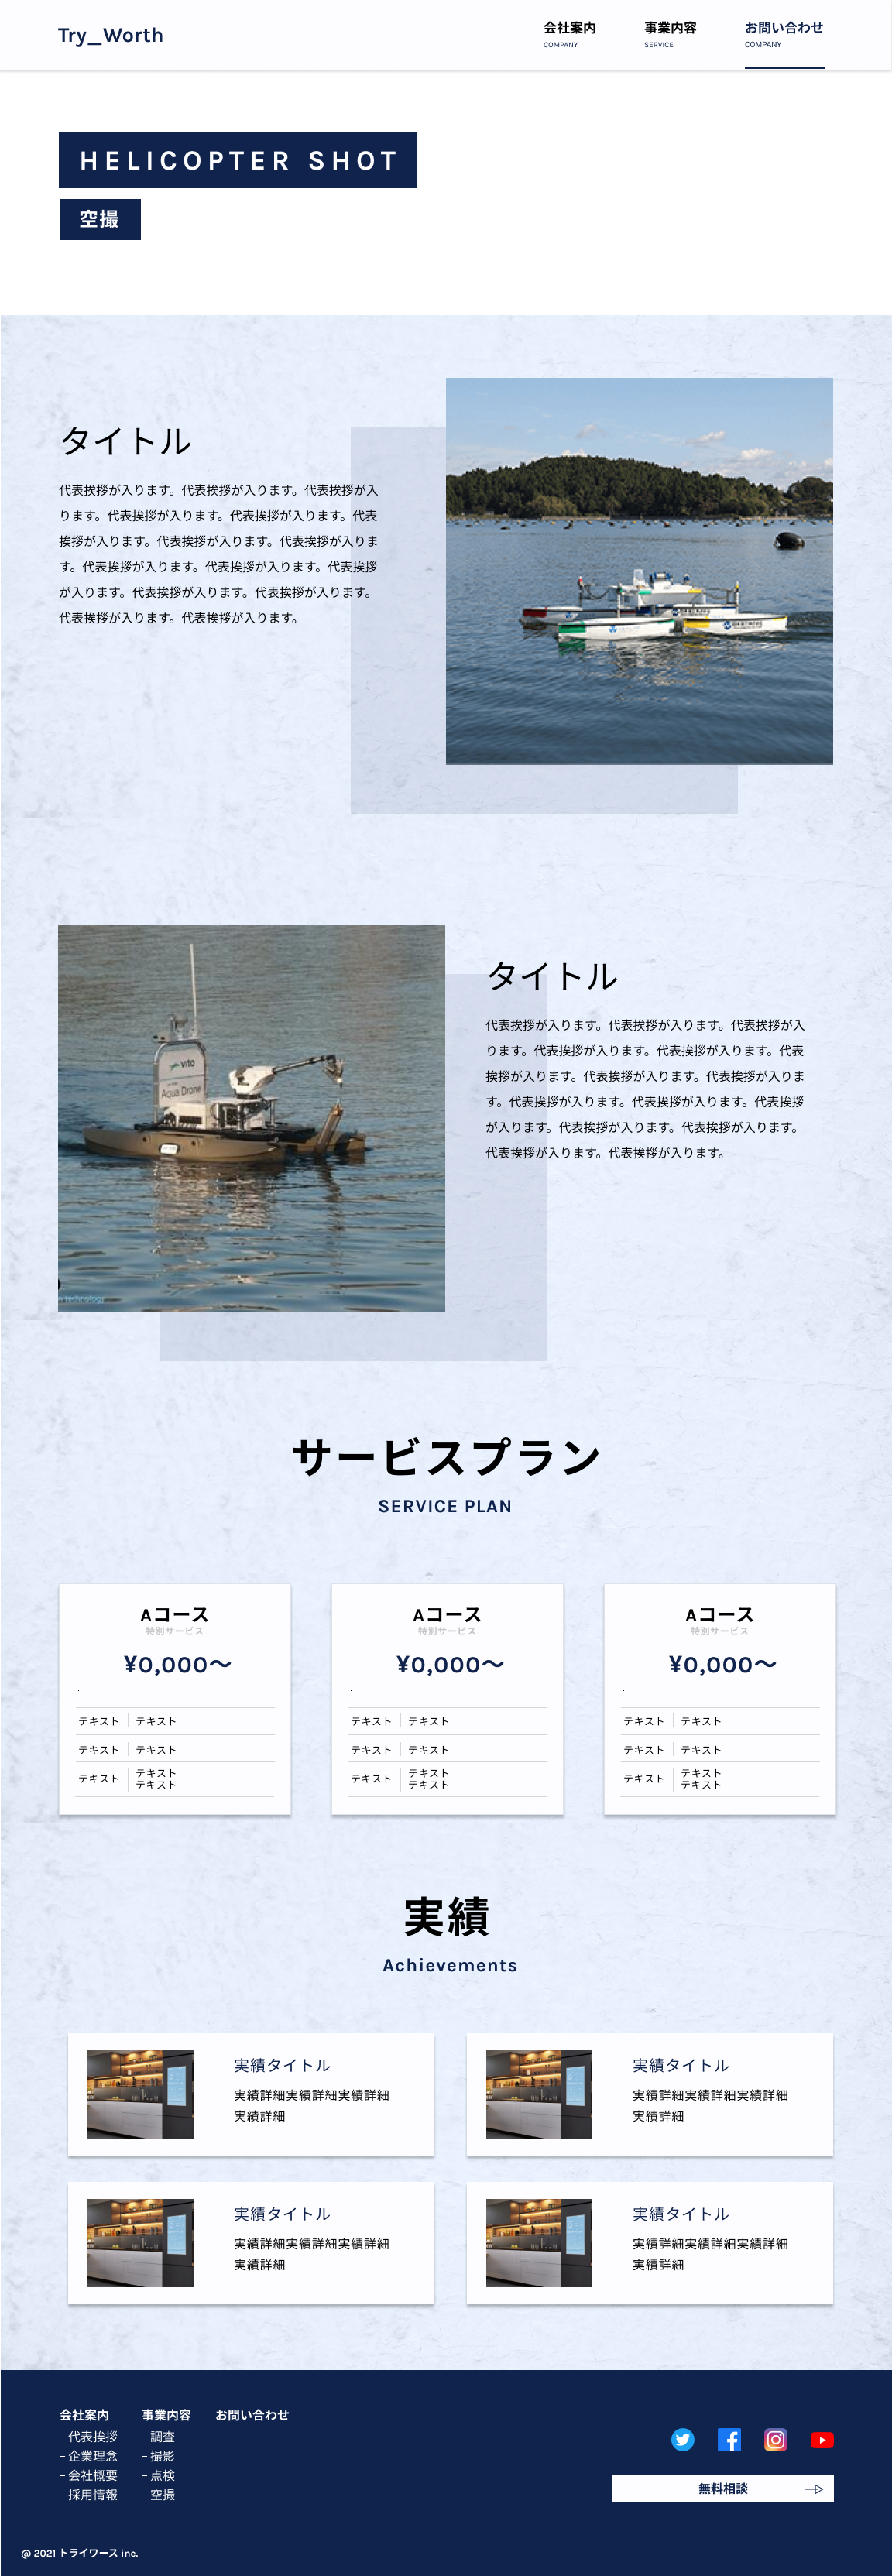 Try_Worth
会社案内
COMPANY
事業内容
SERVICE
お問い合わせ
COMPANY
HELICOPTER SHOT
空撮
タイトル
代表挨拶が入ります。代表挨拶が入ります。代表挨拶が入
ります。代表挨拶が入ります。代表挨拶が入ります。代表
挨拶が入ります。代表挨拶が入ります。代表挨拶が入りま
す。代表挨拶が入ります。代表挨拶が入ります。代表挨拶
が入ります。代表挨拶が入ります。代表挨拶が入ります。
代表挨拶が入ります。代表挨拶が入ります。
vito
Aqua Drone
タイトル
代表挨拶が入ります。代表挨拶が入ります。代表挨拶が入
ります。代表挨拶が入ります。代表挨拶が入ります。代表
挨拶が入ります。代表挨拶が入ります。代表挨拶が入りま
す。代表挨拶が入ります。代表挨拶が入ります。代表挨拶
が入ります。代表挨拶が入ります。代表挨拶が入ります。
代表挨拶が入ります。代表挨拶が入ります。
サービスプラン
SERVICE PLAN
Aコース
特別サービス
¥0,000〜
テキスト テキスト
テキスト テキスト
テキスト テキスト
テキスト
Aコース
特別サービス
¥0,000〜
テキスト テキスト
テキスト テキスト
テキスト テキスト
テキスト
Aコース
特別サービス
¥0,000〜
テキスト テキスト
テキスト テキスト
テキスト テキスト
テキスト
実績
Achievements
実績タイトル
実績詳細実績詳細実績詳細
実績詳細
実績タイトル
実績詳細実績詳細実績詳細
実績詳細
実績タイトル
実績詳細実績詳細実績詳細
実績詳細
実績タイトル
実績詳細実績詳細実績詳細
実績詳細
会社案内
− 代表挨拶
− 企業理念
− 会社概要
− 採用情報
事業内容
− 調査
− 撮影
− 点検
− 空撮
お問い合わせ
無料相談
@ 2021 トライワース inc.